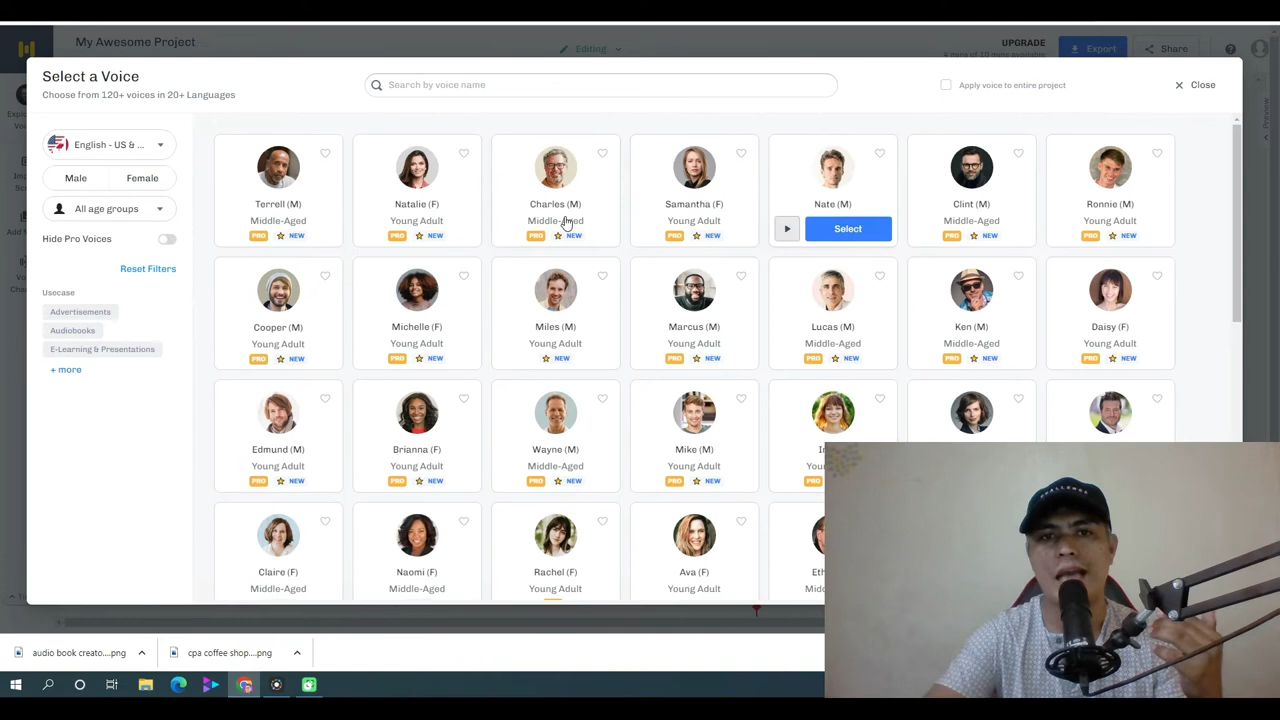 My Awesome Project
Editing
UPGRADE
Export
Share
Select a Voice
Choose from 120+ voices in 20+ Languages
Search by voice name
Apply voice to entire project
Close
English - US & ...
Male
Female
All age groups
Hide Pro Voices
Reset Filters
Usecase
Advertisements
Audiobooks
E-Learning & Presentations
+ more
Terrell (M)
Middle-Aged
PRO NEW
Natalie (F)
Young Adult
PRO NEW
Charles (M)
Middle-Aged
PRO NEW
Samantha (F)
Young Adult
PRO NEW
Nate (M)
Select
Clint (M)
Middle-Aged
PRO NEW
Ronnie (M)
Young Adult
PRO NEW
Cooper (M)
Young Adult
PRO NEW
Michelle (F)
Young Adult
PRO NEW
Miles (M)
Young Adult
NEW
Marcus (M)
Young Adult
PRO NEW
Lucas (M)
Middle-Aged
PRO NEW
Ken (M)
Middle-Aged
PRO NEW
Daisy (F)
Young Adult
PRO NEW
Edmund (M)
Young Adult
PRO NEW
Brianna (F)
Young Adult
PRO NEW
Wayne (M)
Middle-Aged
PRO NEW
Mike (M)
Young Adult
PRO NEW
Claire (F)
Middle-Aged
Naomi (F)
Middle-Aged
Rachel (F)
Young Adult
Ava (F)
Young Adult
Preview
audio book creato....png
cpa coffee shop....png
CHALLENGE